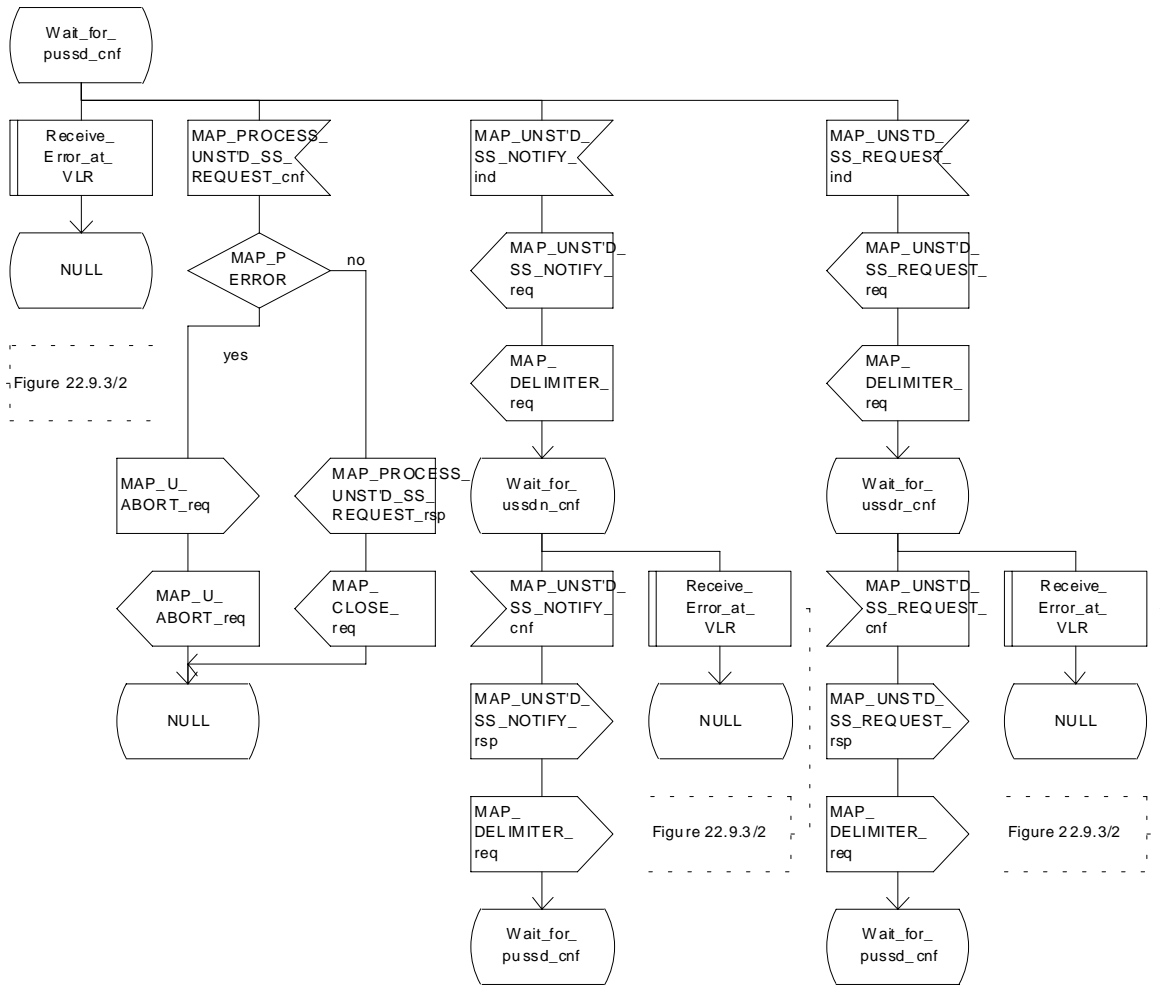 Wait_for_
pussd_cnf
Receive_
Error_at_
VLR
MAP_PROCESS_
UNST'D_SS_
REQUEST_cnf
MAP_UNST'D_
SS_NOTIFY_
ind
MAP_UNST'D_
SS_REQUEST_
ind
NULL
MAP_P
ERROR
no
yes
MAP_UNST'D_
SS_NOTIFY_
req
MAP_UNST'D_
SS_REQUEST_
req
Figure 22.9.3/2
MAP_
DELIMITER_
req
MAP_
DELIMITER_
req
MAP_U_
ABORT_req
MAP_PROCESS_
UNST'D_SS_
REQUEST_rsp
Wait_for_
ussdn_cnf
Wait_for_
ussdr_cnf
MAP_U_
ABORT_req
MAP_
CLOSE_
req
MAP_UNST'D_
SS_NOTIFY_
cnf
Receive_
Error_at_
VLR
MAP_UNST'D_
SS_REQUEST_
cnf
Receive_
Error_at_
VLR
NULL
MAP_UNST'D_
SS_NOTIFY_
rsp
NULL
MAP_UNST'D_
SS_REQUEST_
rsp
NULL
MAP_
DELIMITER_
req
Figure 22.9.3/2
MAP_
DELIMITER_
req
Figure 22.9.3/2
Wait_for_
pussd_cnf
Wait_for_
pussd_cnf